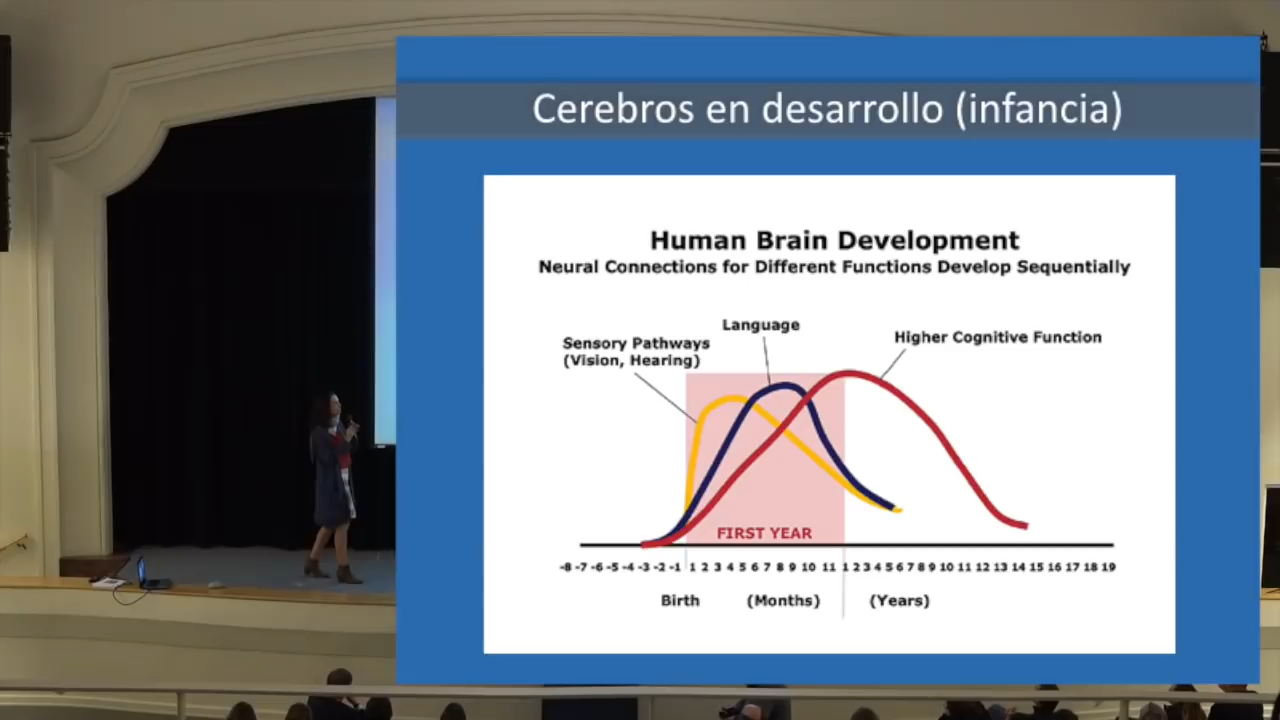 Cerebros en desarrollo (infancia)
Human Brain Development
Neural Connections for Different Functions Develop Sequentially
Language
Sensory Pathways
(Vision, Hearing)
Higher Cognitive Function
FIRST YEAR
-8 -7 -6 -5 -4 -3 -2 -1 1 2 3 4 5 6 7 8 9 10 11 1 2 3 4 5 6 7 8 9 10 11 12 13 14 15 16 17 18 19
Birth (Months) (Years)